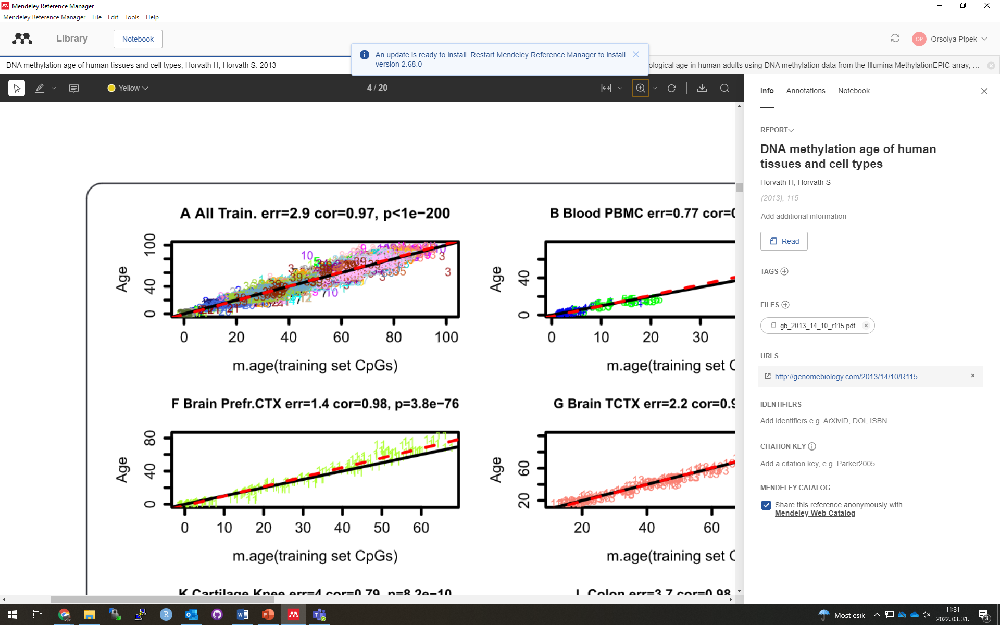 Mendeley Reference Manager
Mendeley Reference Manager File Edit Tools Help
Library Notebook
OP Orsolya Pipek
An update is ready to install. Restart Mendeley Reference Manager to install
version 2.68.0
DNA methylation age of human tissues and cell types, Horvath H, Horvath S. 2013
ological age in human adults using DNA methylation data from the Illumina MethylationEPIC array, ...
Yellow
4 / 20
Info Annotations Notebook
REPORT
DNA methylation age of human
tissues and cell types
Horvath H, Horvath S
(2013), 115
Add additional information
Read
TAGS
FILES
gb_2013_14_10_r115.pdf
URLS
http://genomebiology.com/2013/14/10/R115
IDENTIFIERS
Add identifiers e.g. ArXivID, DOI, ISBN
CITATION KEY
Add a citation key, e.g. Parker2005
MENDELEY CATALOG
Share this reference anonymously with
Mendeley Web Catalog
A All Train. err=2.9 cor=0.97, p<1e−200
Age
0 40 100
0 20 40 60 80 100
m.age(training set CpGs)
B Blood PBMC err=0.77 cor=0
Age
0 40
0 10 20 30
m.age(training set C
F Brain Prefr.CTX err=1.4 cor=0.98, p=3.8e−76
Age
0 40 80
0 10 20 30 40 50 60
m.age(training set CpGs)
G Brain TCTX err=2.2 cor=0.9
Age
20 60
20 40 60
m.age(training set C
K Cartilage Knee err=4 cor=0.79, p=8.2e−10
L Colon err=3.7 cor=0.98
Most esik
11:31
2022. 03. 31.
3